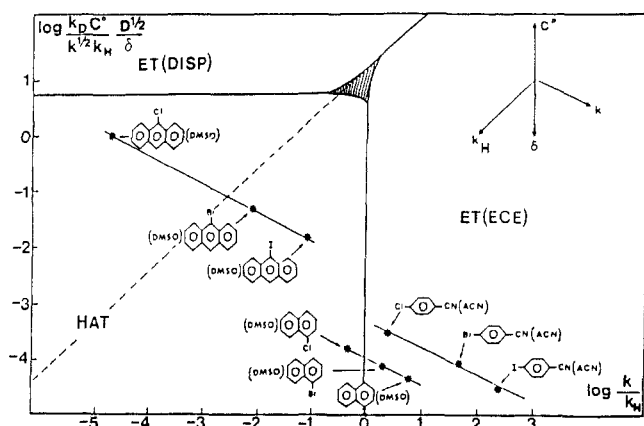 log k_D C° / k^1/2 k_H D^1/2 / δ
ET(DISP)
C°
k
k_H
δ
1
0
-1
-2
-3
-4
Cl
(DMSO)
(DMSO)
Br
(DMSO)
I
ET(ECE)
HAT
(DMSO)
Cl
(DMSO)
Br
(DMSO)
Cl CN(ACN)
Br CN(ACN)
I CN(ACN)
log k / k_H
-5 -4 -3 -2 -1 0 1 2 3